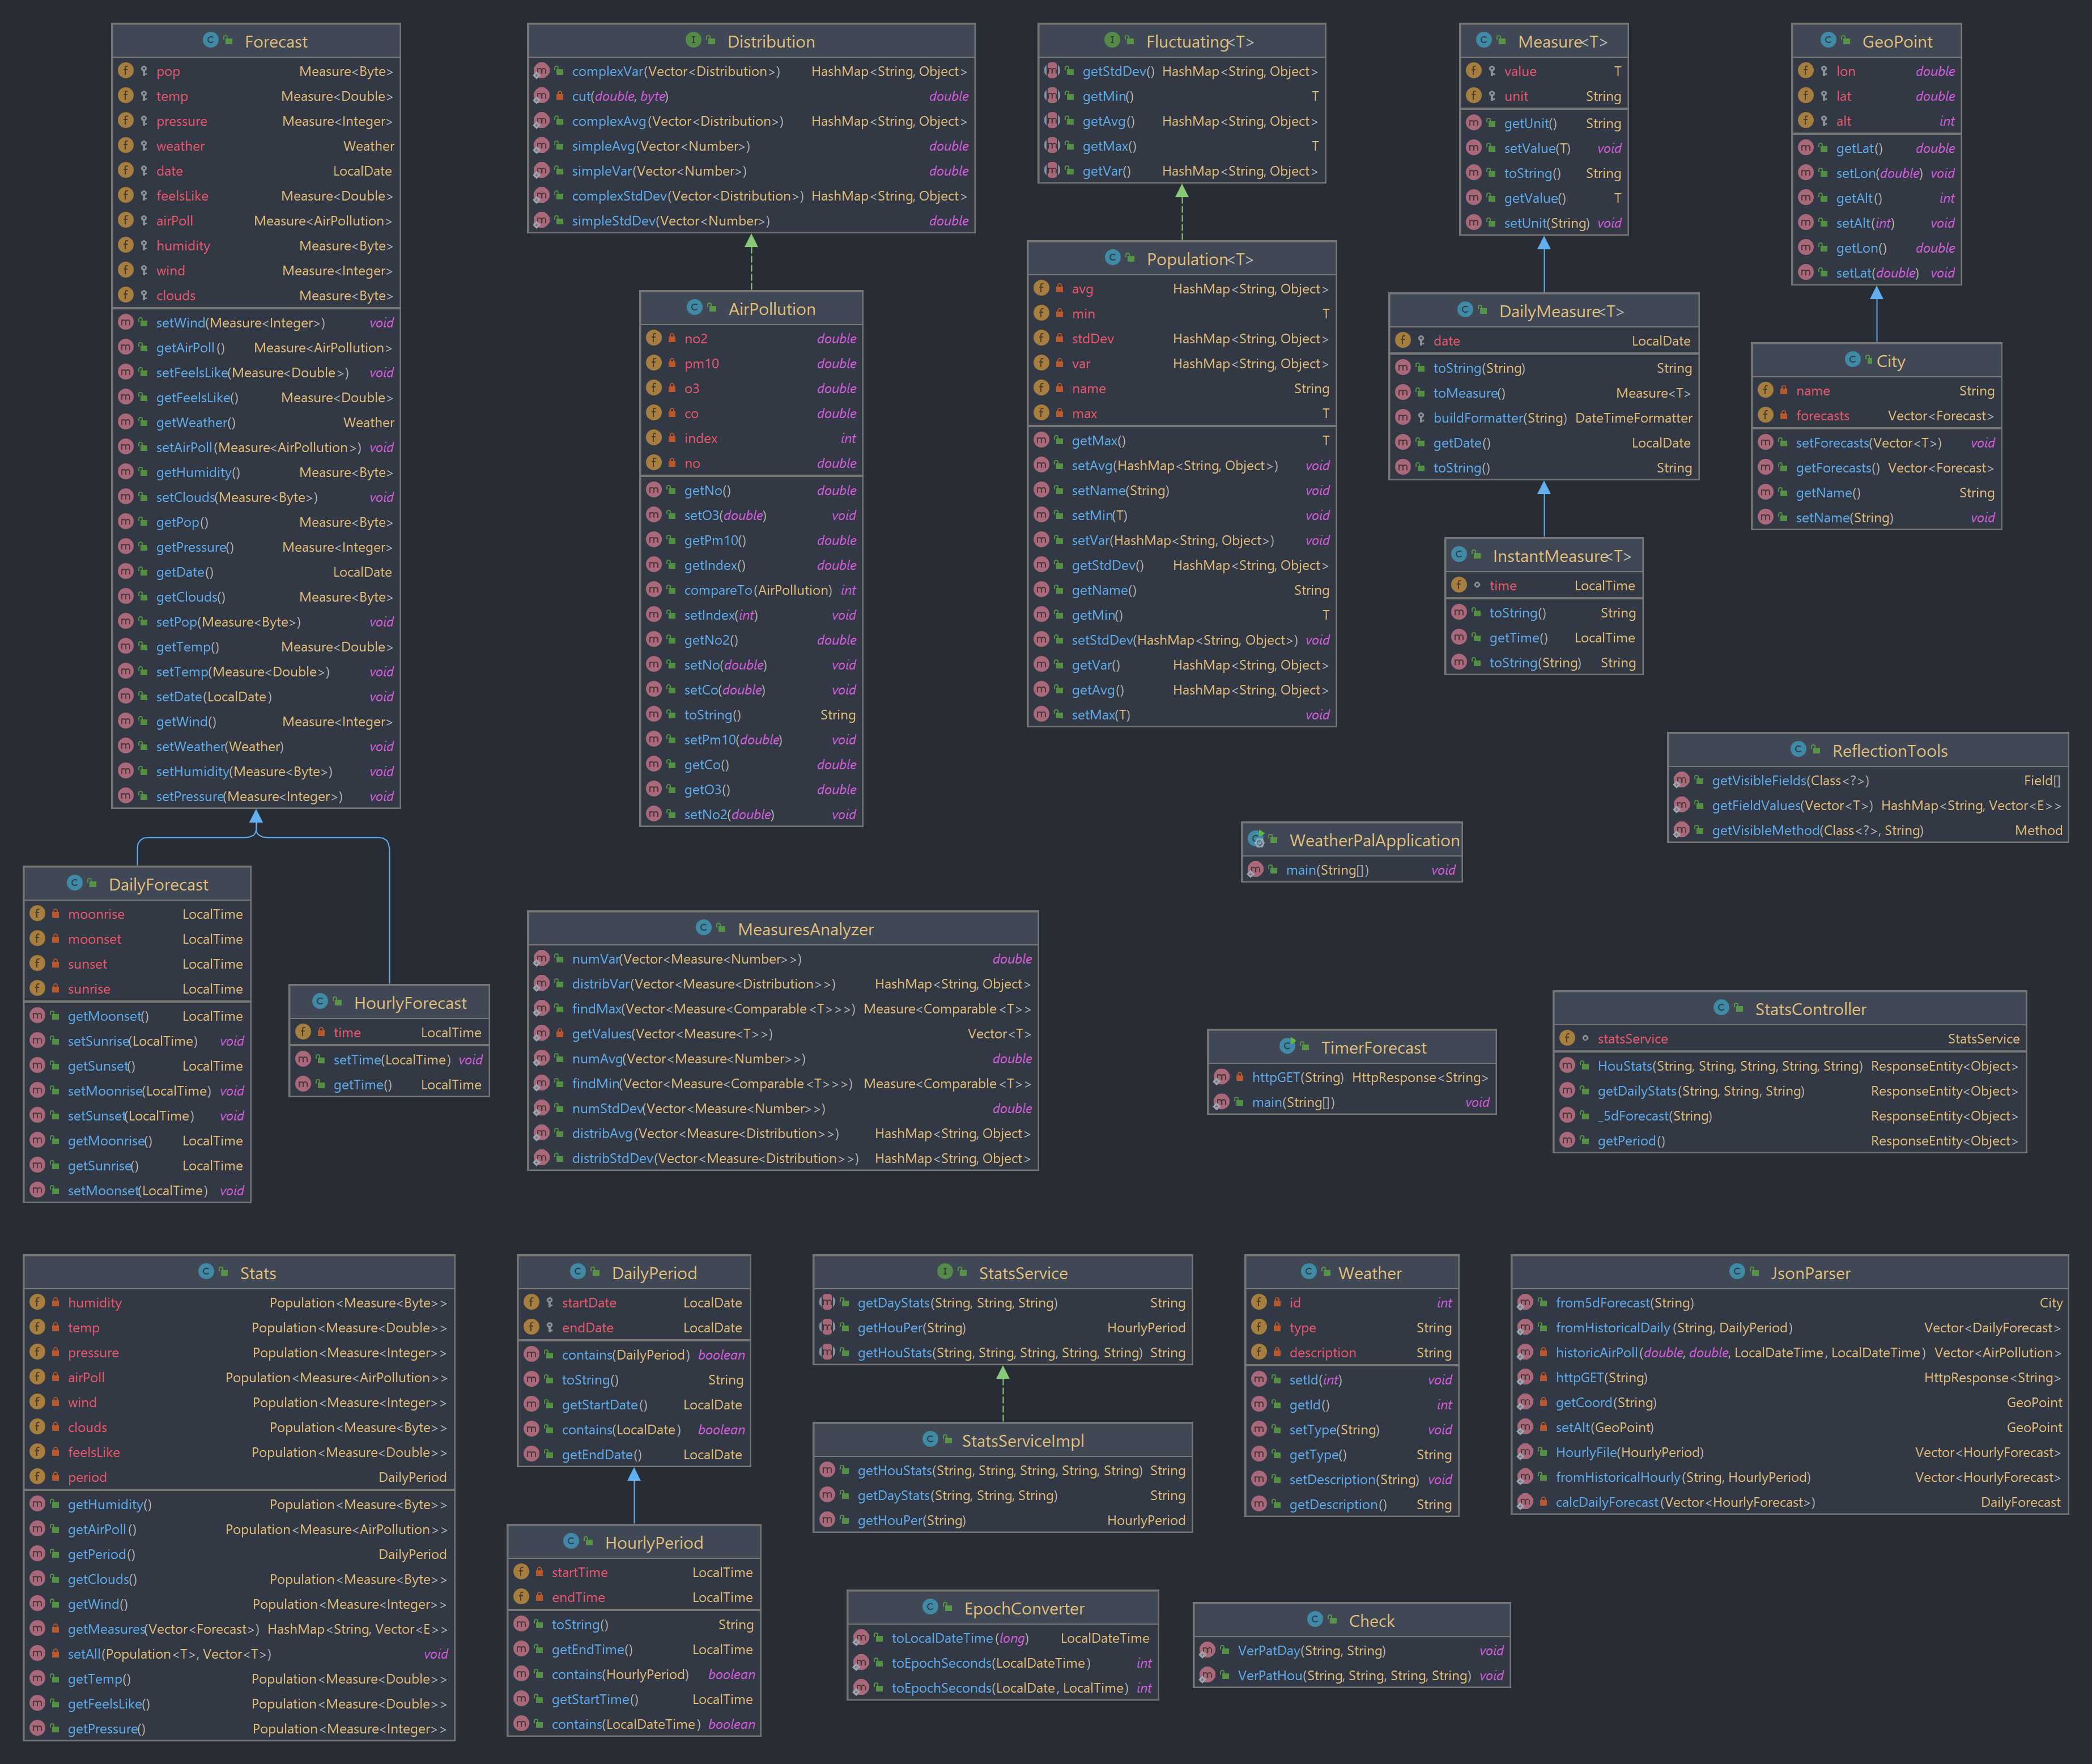 Forecast
pop Measure<Byte>
temp Measure<Double>
pressure Measure<Integer>
weather Weather
date LocalDate
feelsLike Measure<Double>
airPoll Measure<AirPollution>
humidity Measure<Byte>
wind Measure<Integer>
clouds Measure<Byte>
setWind(Measure<Integer>) void
getAirPoll() Measure<AirPollution>
setFeelsLike(Measure<Double>) void
getFeelsLike() Measure<Double>
getWeather() Weather
setAirPoll(Measure<AirPollution>) void
getHumidity() Measure<Byte>
setClouds(Measure<Byte>) void
getPop() Measure<Byte>
getPressure() Measure<Integer>
getDate() LocalDate
getClouds() Measure<Byte>
setPop(Measure<Byte>) void
getTemp() Measure<Double>
setTemp(Measure<Double>) void
setDate(LocalDate) void
getWind() Measure<Integer>
setWeather(Weather) void
setHumidity(Measure<Byte>) void
setPressure(Measure<Integer>) void
Distribution
complexVar(Vector<Distribution>) HashMap<String, Object>
cut(double, byte) double
complexAvg(Vector<Distribution>) HashMap<String, Object>
simpleAvg(Vector<Number>) double
simpleVar(Vector<Number>) double
complexStdDev(Vector<Distribution>) HashMap<String, Object>
simpleStdDev(Vector<Number>) double
Fluctuating<T>
getStdDev() HashMap<String, Object>
getMin() T
getAvg() HashMap<String, Object>
getMax() T
getVar() HashMap<String, Object>
Measure<T>
value T
unit String
getUnit() String
setValue(T) void
toString() String
getValue() T
setUnit(String) void
GeoPoint
lon double
lat double
alt int
getLat() double
setLon(double) void
getAlt() int
setAlt(int) void
getLon() double
setLat(double) void
AirPollution
no2 double
pm10 double
o3 double
co double
index int
no double
getNo() double
setO3(double) void
getPm10() double
getIndex() double
compareTo(AirPollution) int
setIndex(int) void
getNo2() double
setNo(double) void
setCo(double) void
toString() String
setPm10(double) void
getCo() double
getO3() double
setNo2(double) void
Population<T>
avg HashMap<String, Object>
min T
stdDev HashMap<String, Object>
var HashMap<String, Object>
name String
max T
getMax() T
setAvg(HashMap<String, Object>) void
setName(String) void
setMin(T) void
setVar(HashMap<String, Object>) void
getStdDev() HashMap<String, Object>
getName() String
getMin() T
setStdDev(HashMap<String, Object>) void
getVar() HashMap<String, Object>
getAvg() HashMap<String, Object>
setMax(T) void
DailyMeasure<T>
date LocalDate
toString(String) String
toMeasure() Measure<T>
buildFormatter(String) DateTimeFormatter
getDate() LocalDate
toString() String
City
name String
forecasts Vector<Forecast>
setForecasts(Vector<T>) void
getForecasts() Vector<Forecast>
getName() String
setName(String) void
InstantMeasure<T>
time LocalTime
toString() String
getTime() LocalTime
toString(String) String
ReflectionTools
getVisibleFields(Class<?>) Field[]
getFieldValues(Vector<T>) HashMap<String, Vector<E>>
getVisibleMethod(Class<?>, String) Method
WeatherPalApplication
main(String[]) void
DailyForecast
moonrise LocalTime
moonset LocalTime
sunset LocalTime
sunrise LocalTime
getMoonset() LocalTime
setSunrise(LocalTime) void
getSunset() LocalTime
setMoonrise(LocalTime) void
setSunset(LocalTime) void
getMoonrise() LocalTime
getSunrise() LocalTime
setMoonset(LocalTime) void
HourlyForecast
time LocalTime
setTime(LocalTime) void
getTime() LocalTime
MeasuresAnalyzer
numVar(Vector<Measure<Number>>) double
distribVar(Vector<Measure<Distribution>>) HashMap<String, Object>
findMax(Vector<Measure<Comparable<T>>>) Measure<Comparable<T>>
getValues(Vector<Measure<T>>) Vector<T>
numAvg(Vector<Measure<Number>>) double
findMin(Vector<Measure<Comparable<T>>>) Measure<Comparable<T>>
numStdDev(Vector<Measure<Number>>) double
distribAvg(Vector<Measure<Distribution>>) HashMap<String, Object>
distribStdDev(Vector<Measure<Distribution>>) HashMap<String, Object>
TimerForecast
httpGET(String) HttpResponse<String>
main(String[]) void
StatsController
statsService StatsService
HouStats(String, String, String, String, String) ResponseEntity<Object>
getDailyStats(String, String, String) ResponseEntity<Object>
_5dForecast(String) ResponseEntity<Object>
getPeriod() ResponseEntity<Object>
Stats
humidity Population<Measure<Byte>>
temp Population<Measure<Double>>
pressure Population<Measure<Integer>>
airPoll Population<Measure<AirPollution>>
wind Population<Measure<Integer>>
clouds Population<Measure<Byte>>
feelsLike Population<Measure<Double>>
period DailyPeriod
getHumidity() Population<Measure<Byte>>
getAirPoll() Population<Measure<AirPollution>>
getPeriod() DailyPeriod
getClouds() Population<Measure<Byte>>
getWind() Population<Measure<Integer>>
getMeasures(Vector<Forecast>) HashMap<String, Vector<E>>
setAll(Population<T>, Vector<T>) void
getTemp() Population<Measure<Double>>
getFeelsLike() Population<Measure<Double>>
getPressure() Population<Measure<Integer>>
DailyPeriod
startDate LocalDate
endDate LocalDate
contains(DailyPeriod) boolean
toString() String
getStartDate() LocalDate
contains(LocalDate) boolean
getEndDate() LocalDate
HourlyPeriod
startTime LocalTime
endTime LocalTime
toString() String
getEndTime() LocalTime
contains(HourlyPeriod) boolean
getStartTime() LocalTime
contains(LocalDateTime) boolean
StatsService
getDayStats(String, String, String) String
getHouPer(String) HourlyPeriod
getHouStats(String, String, String, String, String) String
StatsServiceImpl
getHouStats(String, String, String, String, String) String
getDayStats(String, String, String) String
getHouPer(String) HourlyPeriod
Weather
id int
type String
description String
setId(int) void
getId() int
setType(String) void
getType() String
setDescription(String) void
getDescription() String
JsonParser
from5dForecast(String) City
fromHistoricalDaily(String, DailyPeriod) Vector<DailyForecast>
historicAirPoll(double, double, LocalDateTime, LocalDateTime) Vector<AirPollution>
httpGET(String) HttpResponse<String>
getCoord(String) GeoPoint
setAlt(GeoPoint) GeoPoint
HourlyFile(HourlyPeriod) Vector<HourlyForecast>
fromHistoricalHourly(String, HourlyPeriod) Vector<HourlyForecast>
calcDailyForecast(Vector<HourlyForecast>) DailyForecast
EpochConverter
toLocalDateTime(long) LocalDateTime
toEpochSeconds(LocalDateTime) int
toEpochSeconds(LocalDate, LocalTime) int
Check
VerPatDay(String, String) void
VerPatHou(String, String, String, String) void